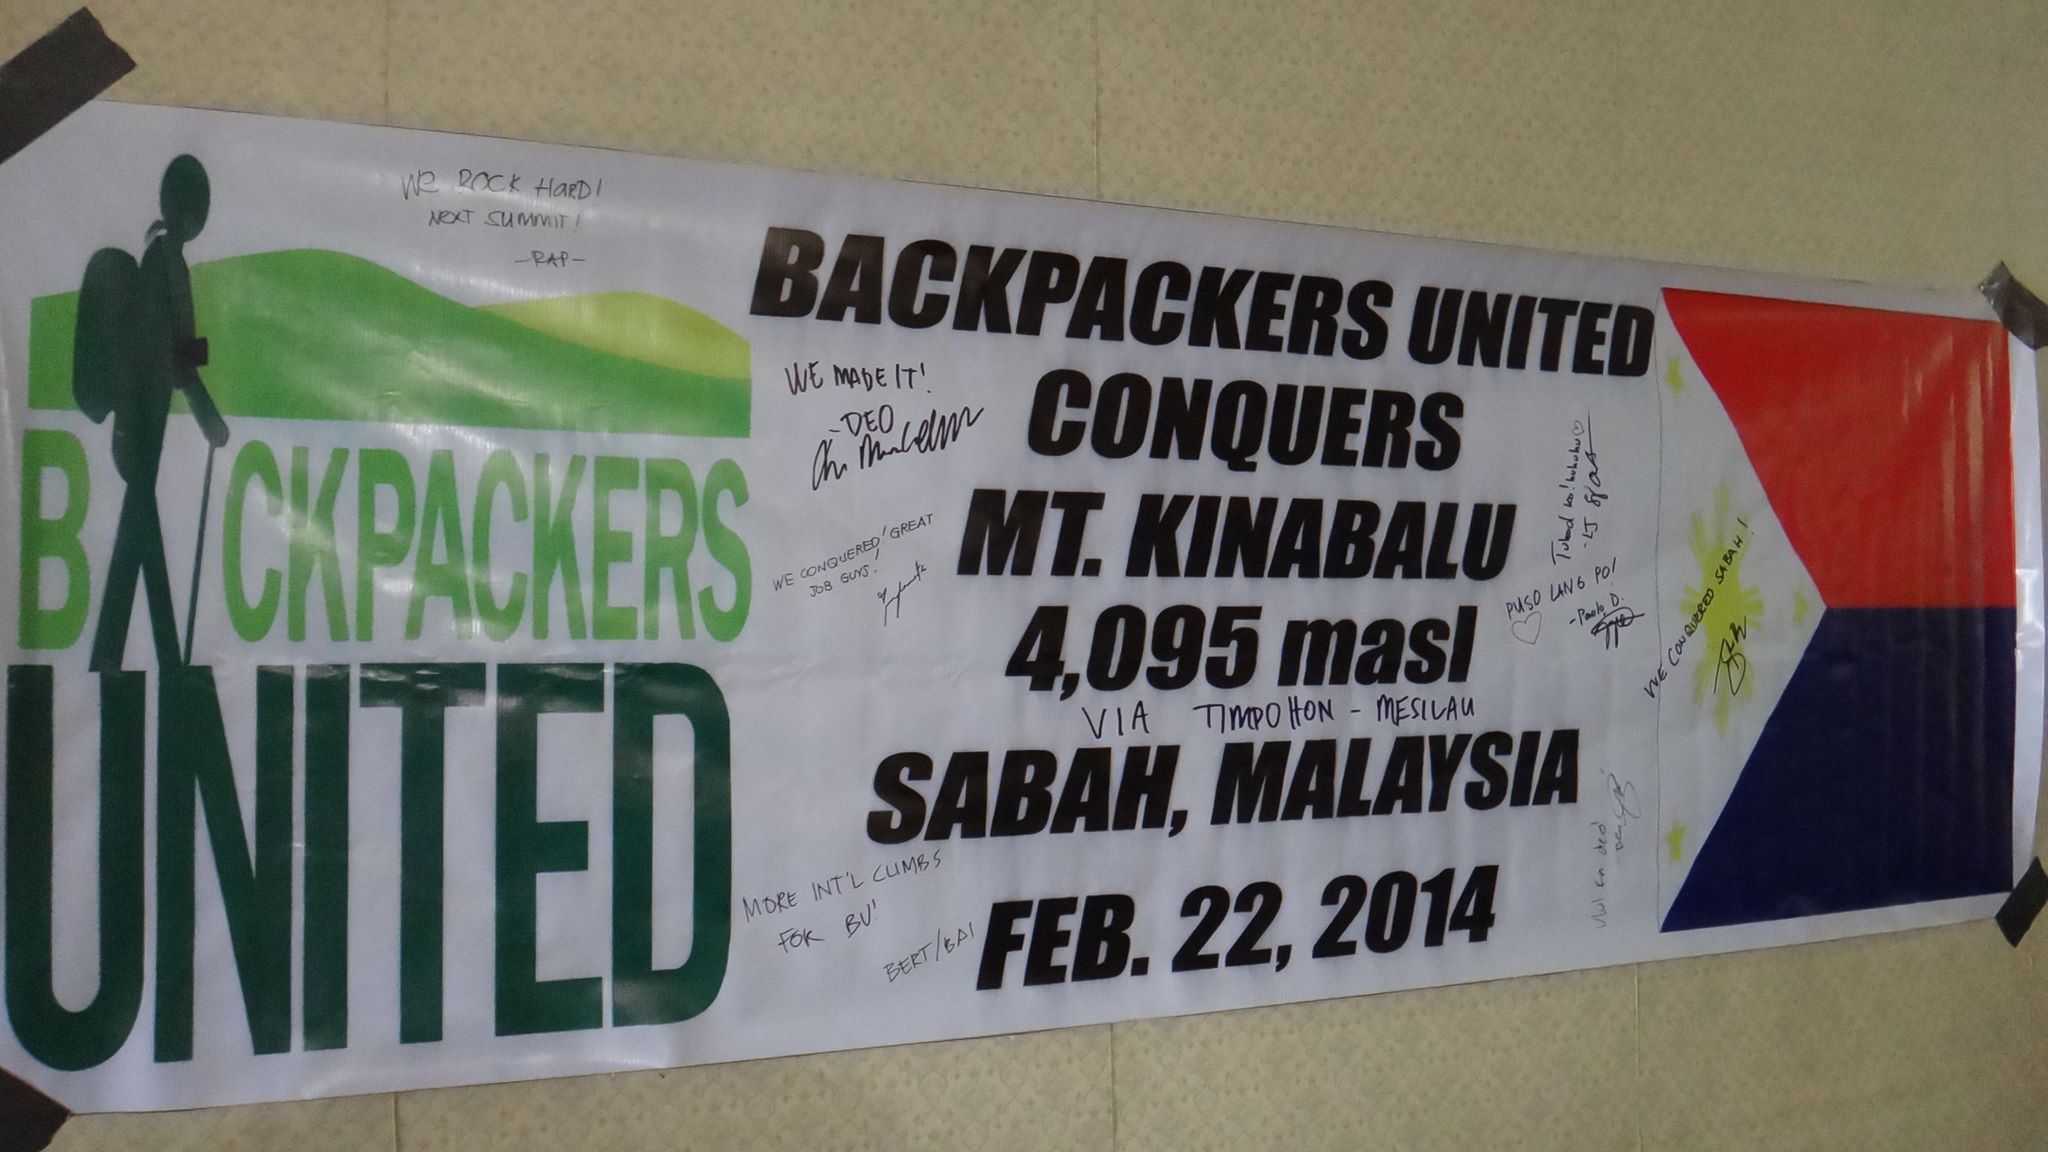 BACKPACKERS
UNITED
WE ROCK HARD!
NEXT SUMMIT!
-RAP-
BACKPACKERS UNITED
CONQUERS
MT. KINABALU
4,095 masl
VIA TIMPOHON - MESILAU
SABAH, MALAYSIA
FEB. 22, 2014
WE MADE IT!
-DEO
WE CONQUERED! GREAT
JOB GUYS!
MORE INT'L CLIMBS
FOR BU!
BERT/BAI
-LJ
PUSO LANG PO!
-Paolo D.
WE CONQUERED SABAH!